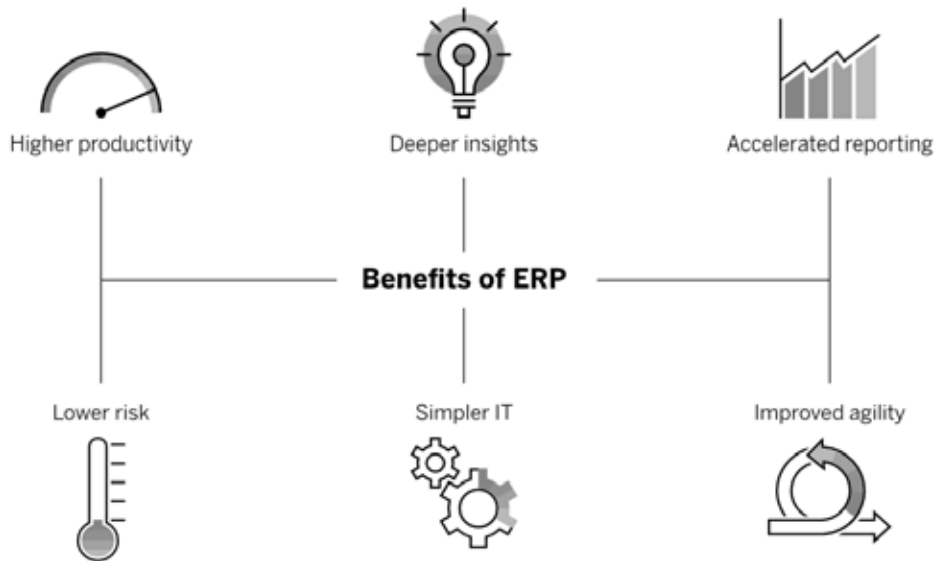 Higher productivity
Deeper insights
Accelerated reporting
Benefits of ERP
Lower risk
Simpler IT
Improved agility